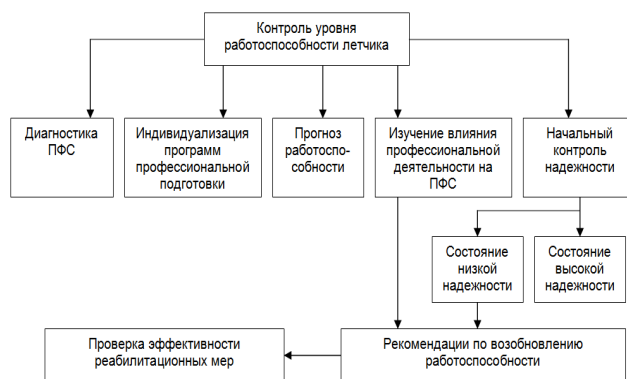 Контроль уровня
работоспособности летчика
Диагностика
ПФС
Индивидуализация
программ
профессиональной
подготовки
Прогноз
работоспо-
собности
Изучение влияния
профессиональной
деятельности на
ПФС
Начальный
контроль
надежности
Состояние
низкой
надежности
Состояние
высокой
надежности
Проверка эффективности
реабилитационных мер
Рекомендации по возобновлению
работоспособности